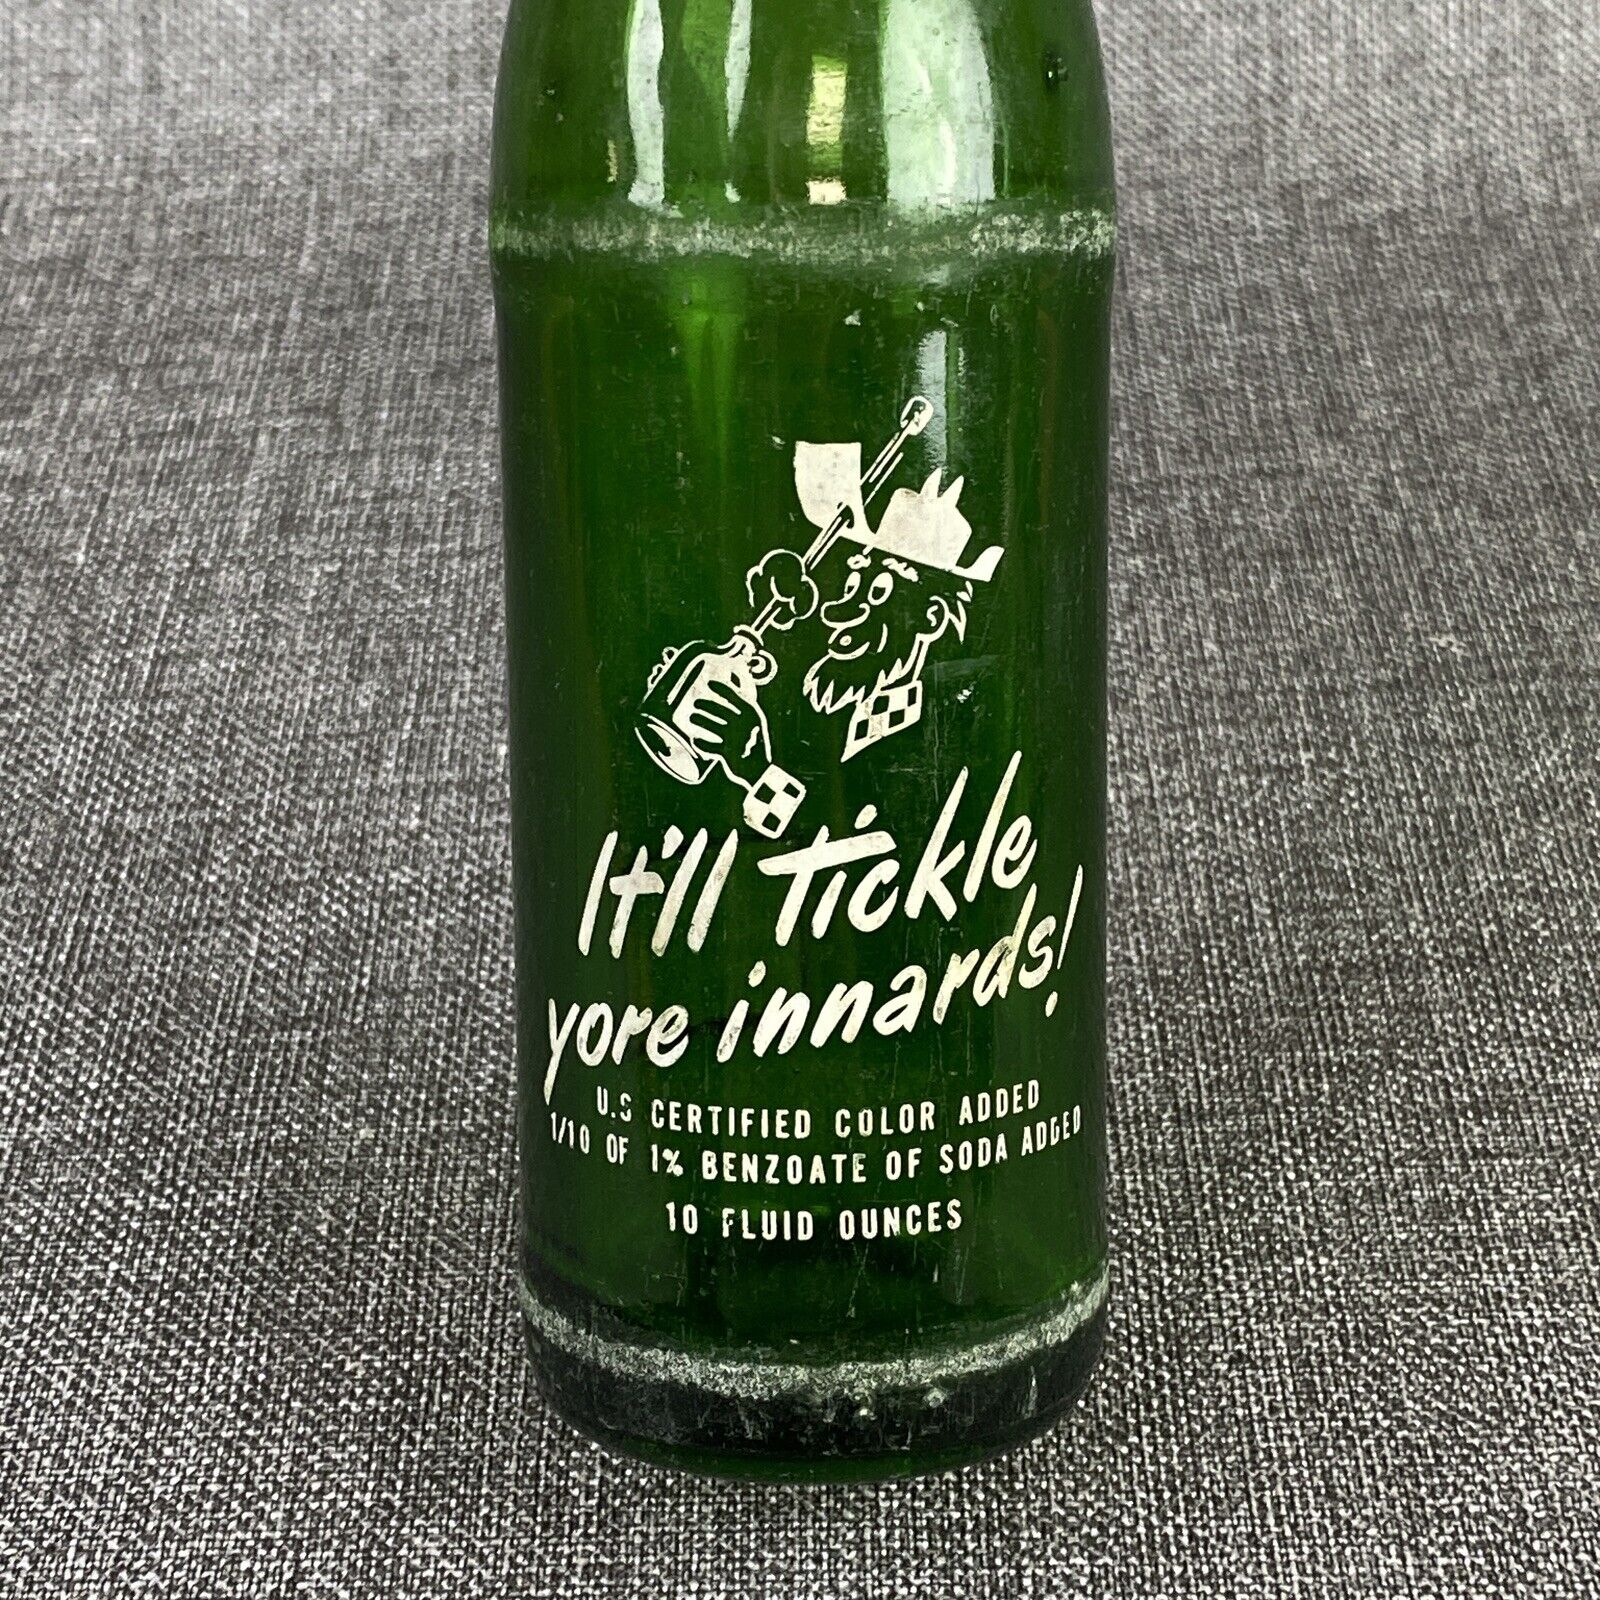 It'll Tickle
yore innards!
U.S CERTIFIED COLOR ADDED
1/10 OF 1% BENZOATE OF SODA ADDED
10 FLUID OUNCES